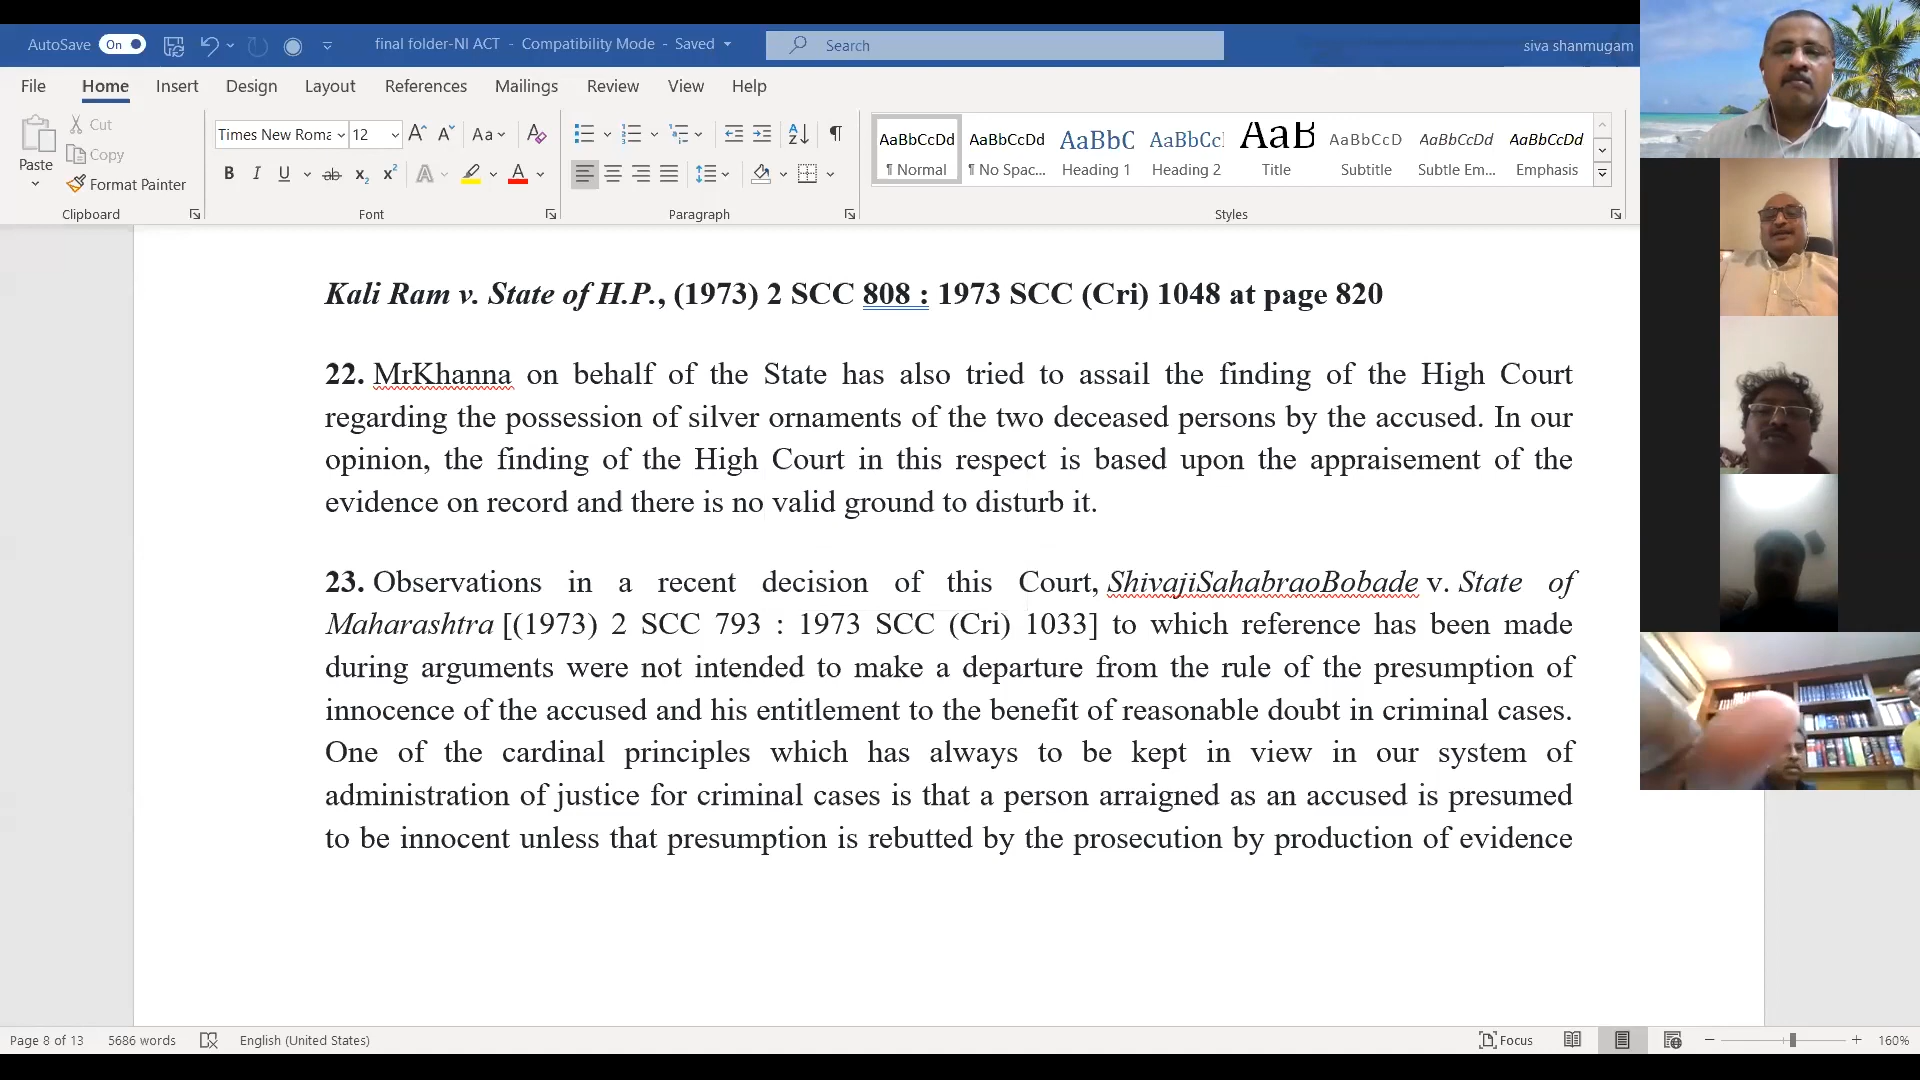 AutoSave On final folder-NI ACT - Compatibility Mode - Saved Search siva shanmugam
File Home Insert Design Layout References Mailings Review View Help
Paste Cut Copy Format Painter
Clipboard
Times New Roma 12
Font
Paragraph
AaBbCcDd AaBbCcDd AaBbC AaBbCc AaB AaBbCcD AaBbCcDd AaBbCcDd
¶ Normal ¶ No Spac... Heading 1 Heading 2 Title Subtitle Subtle Em... Emphasis
Styles
Kali Ram v. State of H.P., (1973) 2 SCC 808 : 1973 SCC (Cri) 1048 at page 820
22. MrKhanna on behalf of the State has also tried to assail the finding of the High Court
regarding the possession of silver ornaments of the two deceased persons by the accused. In our
opinion, the finding of the High Court in this respect is based upon the appraisement of the
evidence on record and there is no valid ground to disturb it.
23. Observations in a recent decision of this Court, ShivajiSahabraoBobade v. State of
Maharashtra [(1973) 2 SCC 793 : 1973 SCC (Cri) 1033] to which reference has been made
during arguments were not intended to make a departure from the rule of the presumption of
innocence of the accused and his entitlement to the benefit of reasonable doubt in criminal cases.
One of the cardinal principles which has always to be kept in view in our system of
administration of justice for criminal cases is that a person arraigned as an accused is presumed
to be innocent unless that presumption is rebutted by the prosecution by production of evidence
Page 8 of 13 5686 words English (United States) Focus 160%